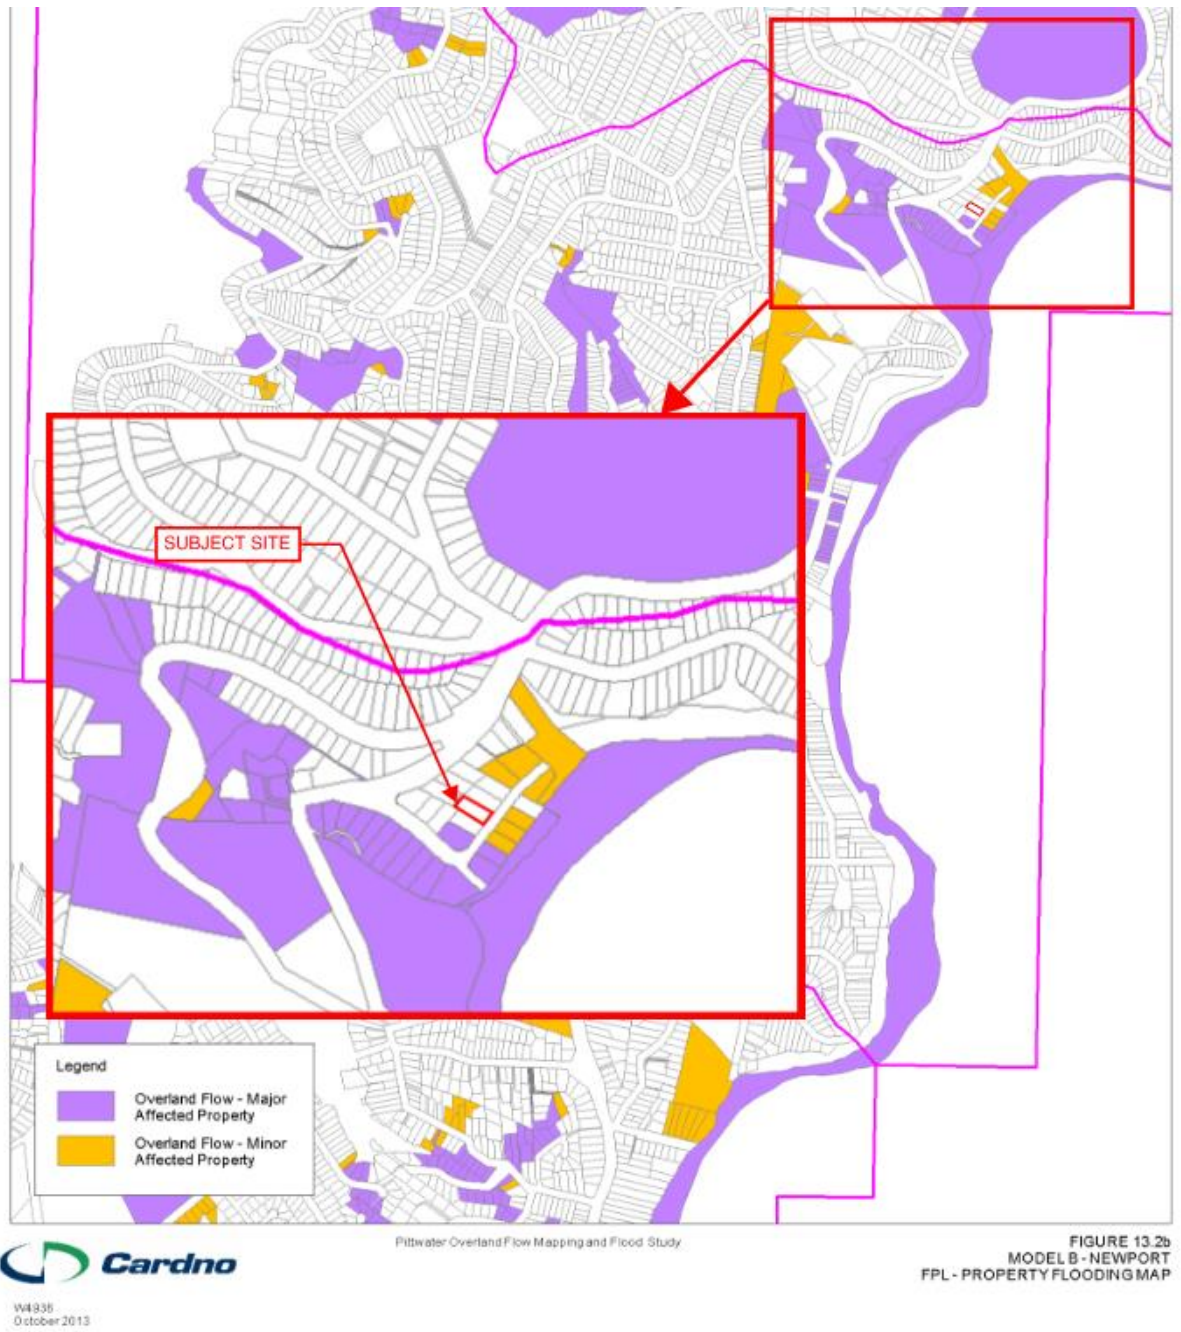 SUBJECT SITE
Legend
Overland Flow - Major
Affected Property
Overland Flow - Minor
Affected Property
Cardno
Pittwater Overland Flow Mapping and Flood Study
FIGURE 13.2b
MODEL B - NEWPORT
FPL - PROPERTY FLOODING MAP
W4936
October 2013